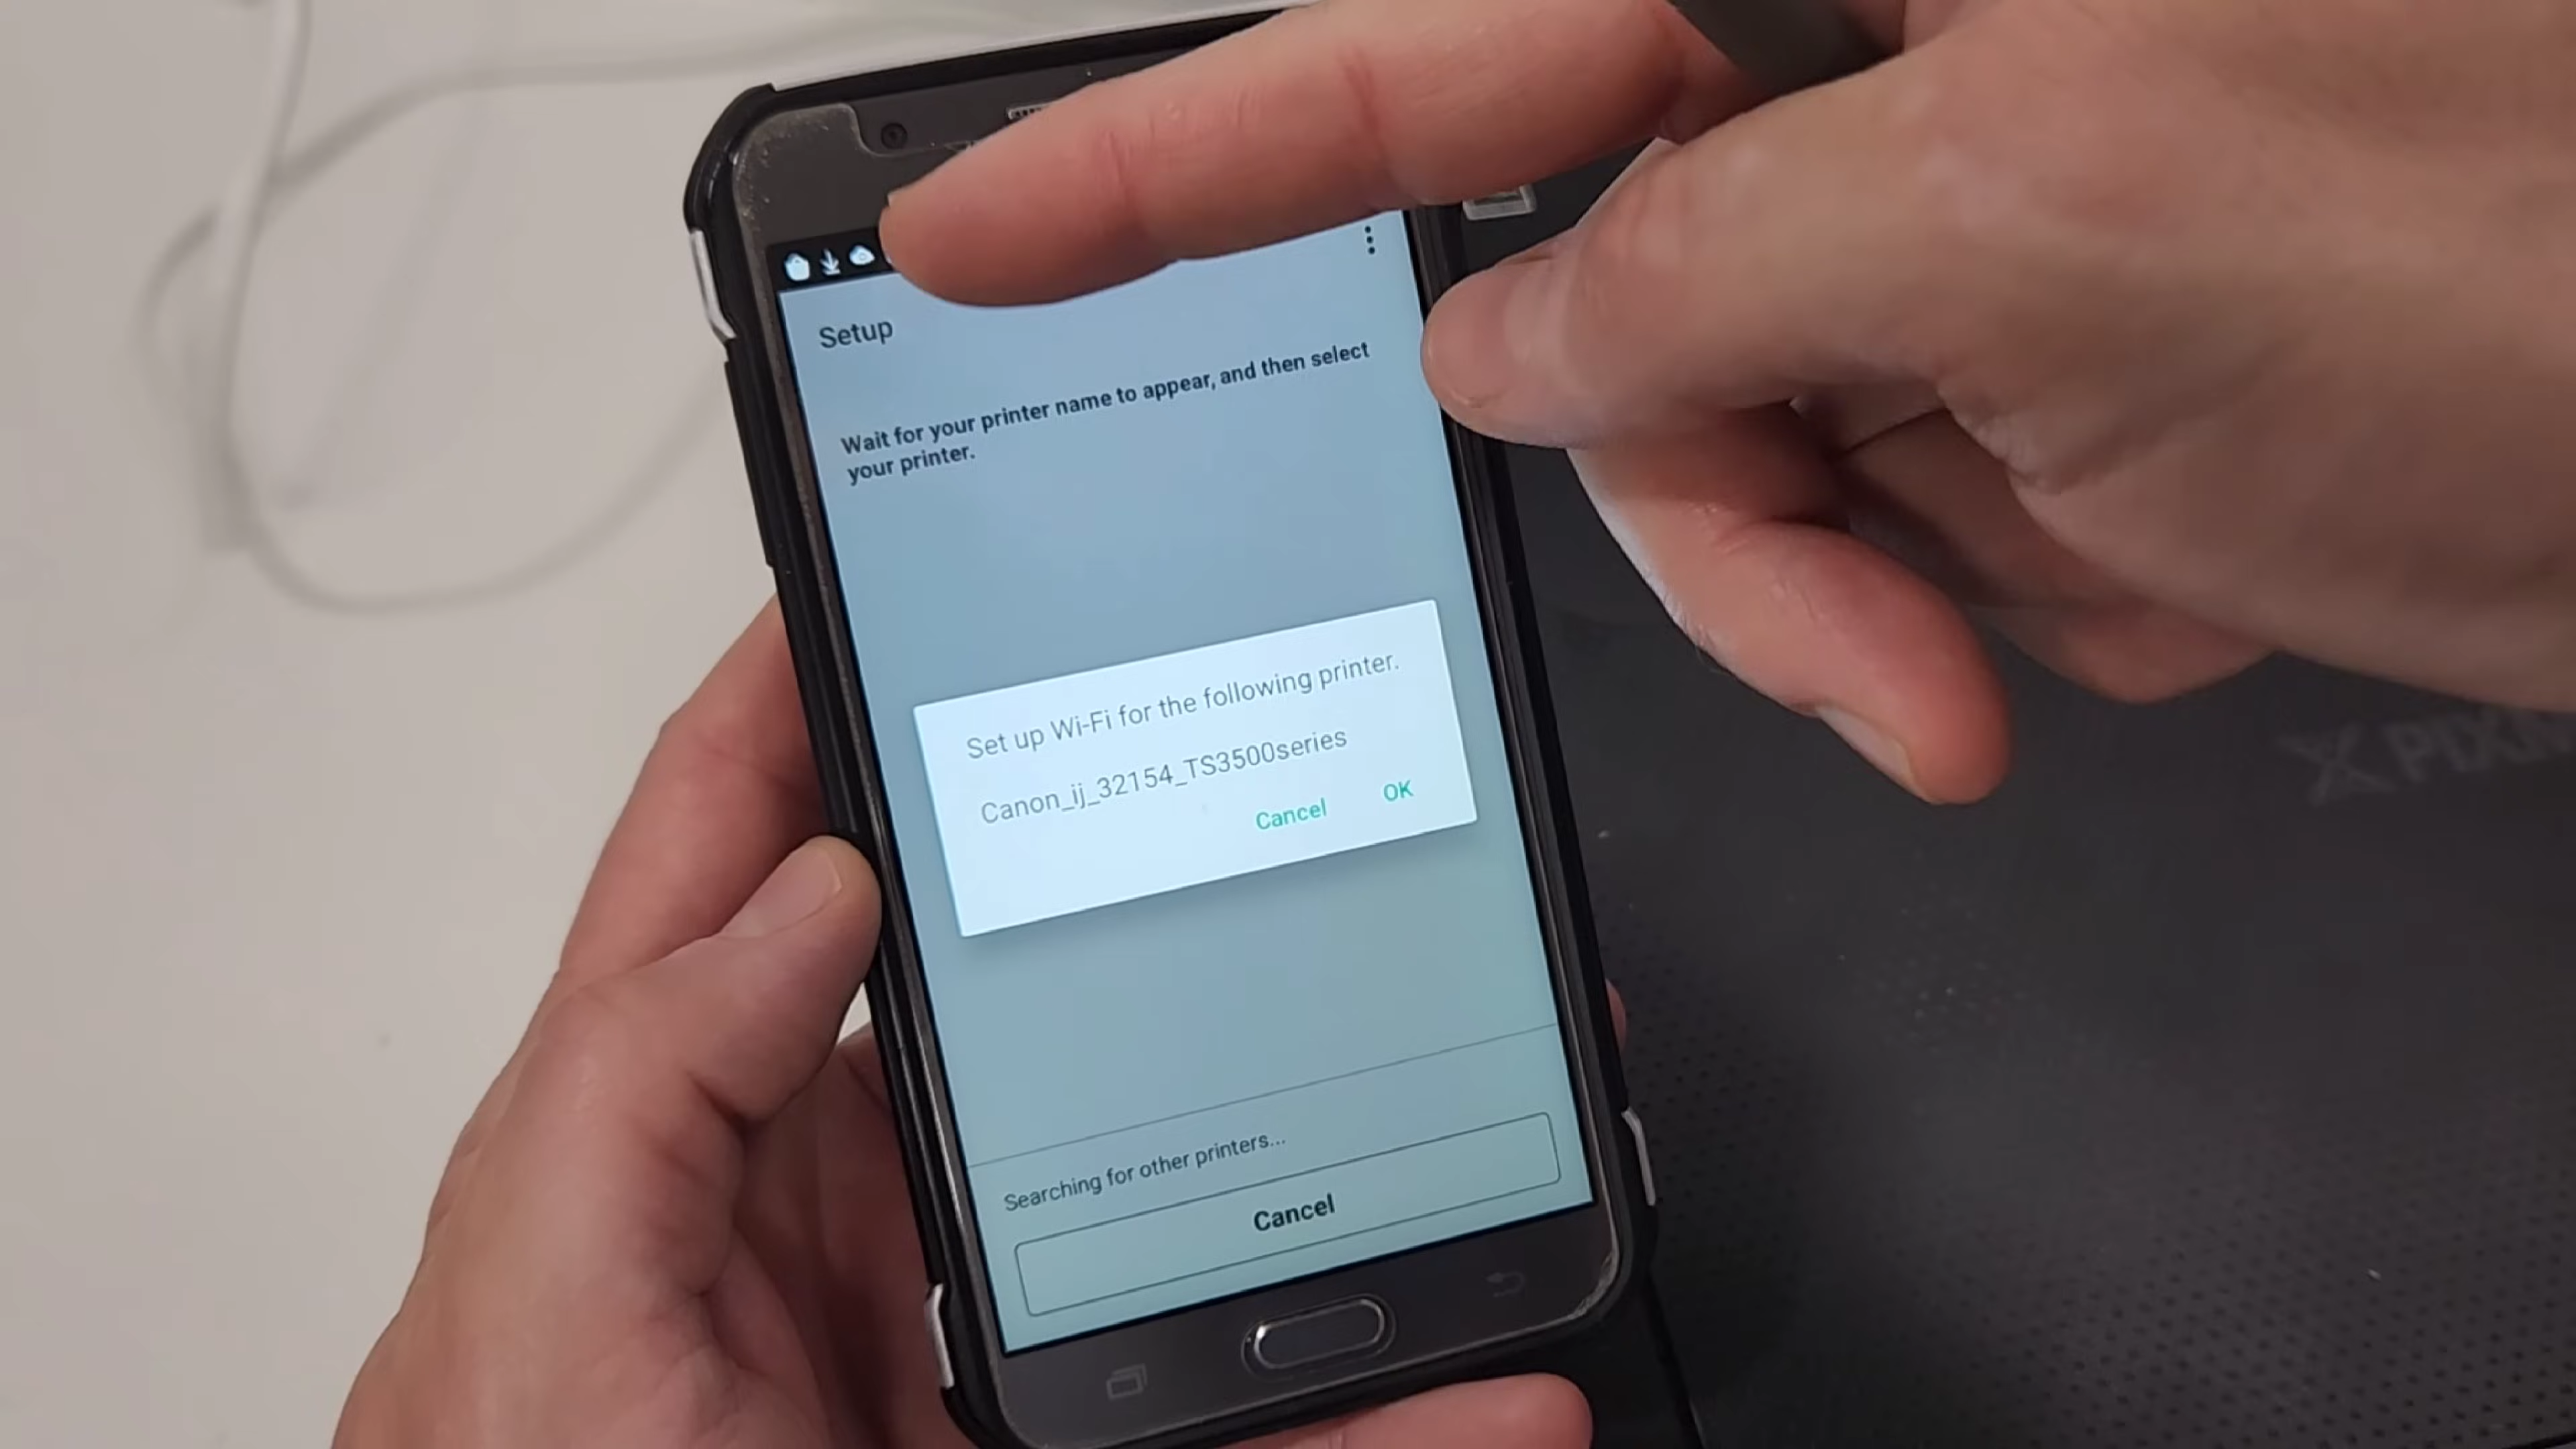 Setup
Wait for your printer name to appear, and then select
your printer.
Set up Wi-Fi for the following printer.
Canon_ij_32154_TS3500series
Cancel
OK
Searching for other printers...
Cancel